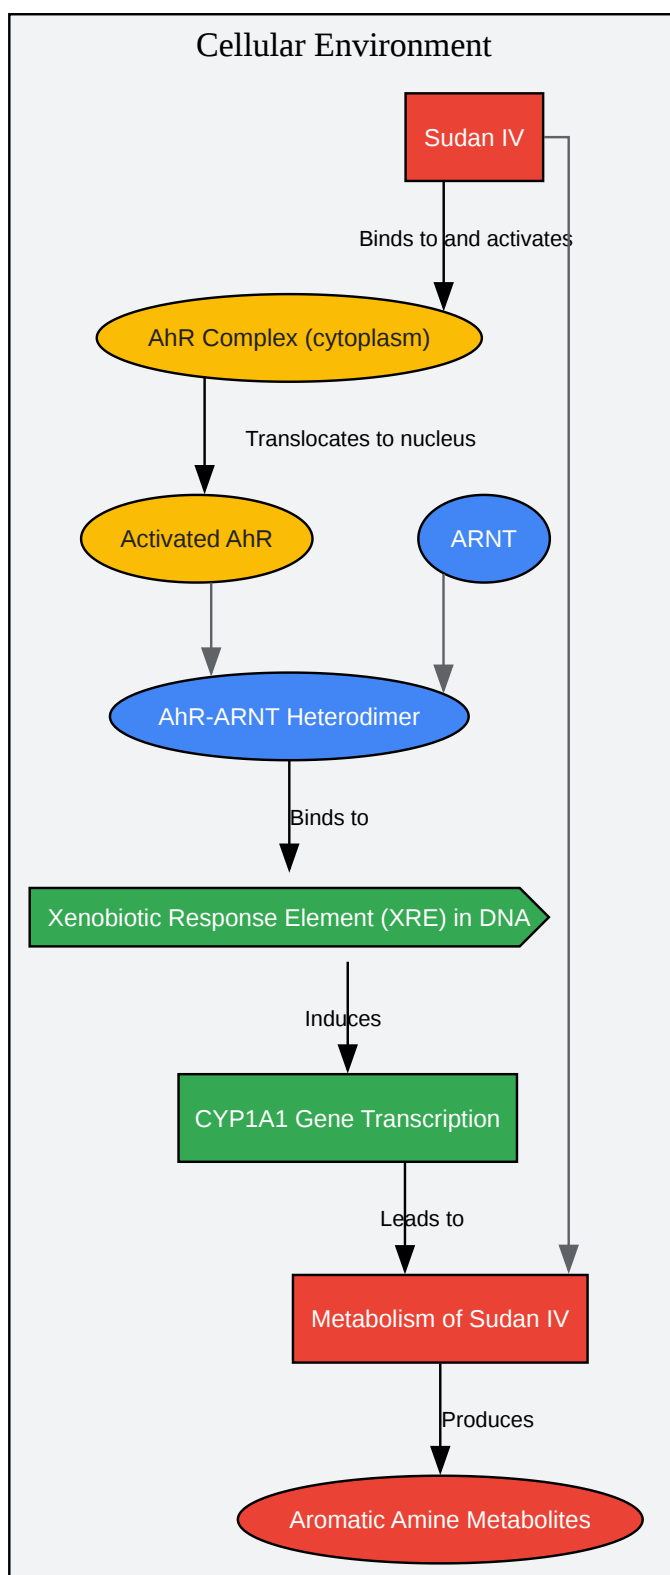 Cellular Environment
Sudan IV
Binds to and activates
AhR Complex (cytoplasm)
Translocates to nucleus
Activated AhR
ARNT
AhR-ARNT Heterodimer
Binds to
Xenobiotic Response Element (XRE) in DNA
Induces
CYP1A1 Gene Transcription
Leads to
Metabolism of Sudan IV
Produces
Aromatic Amine Metabolites